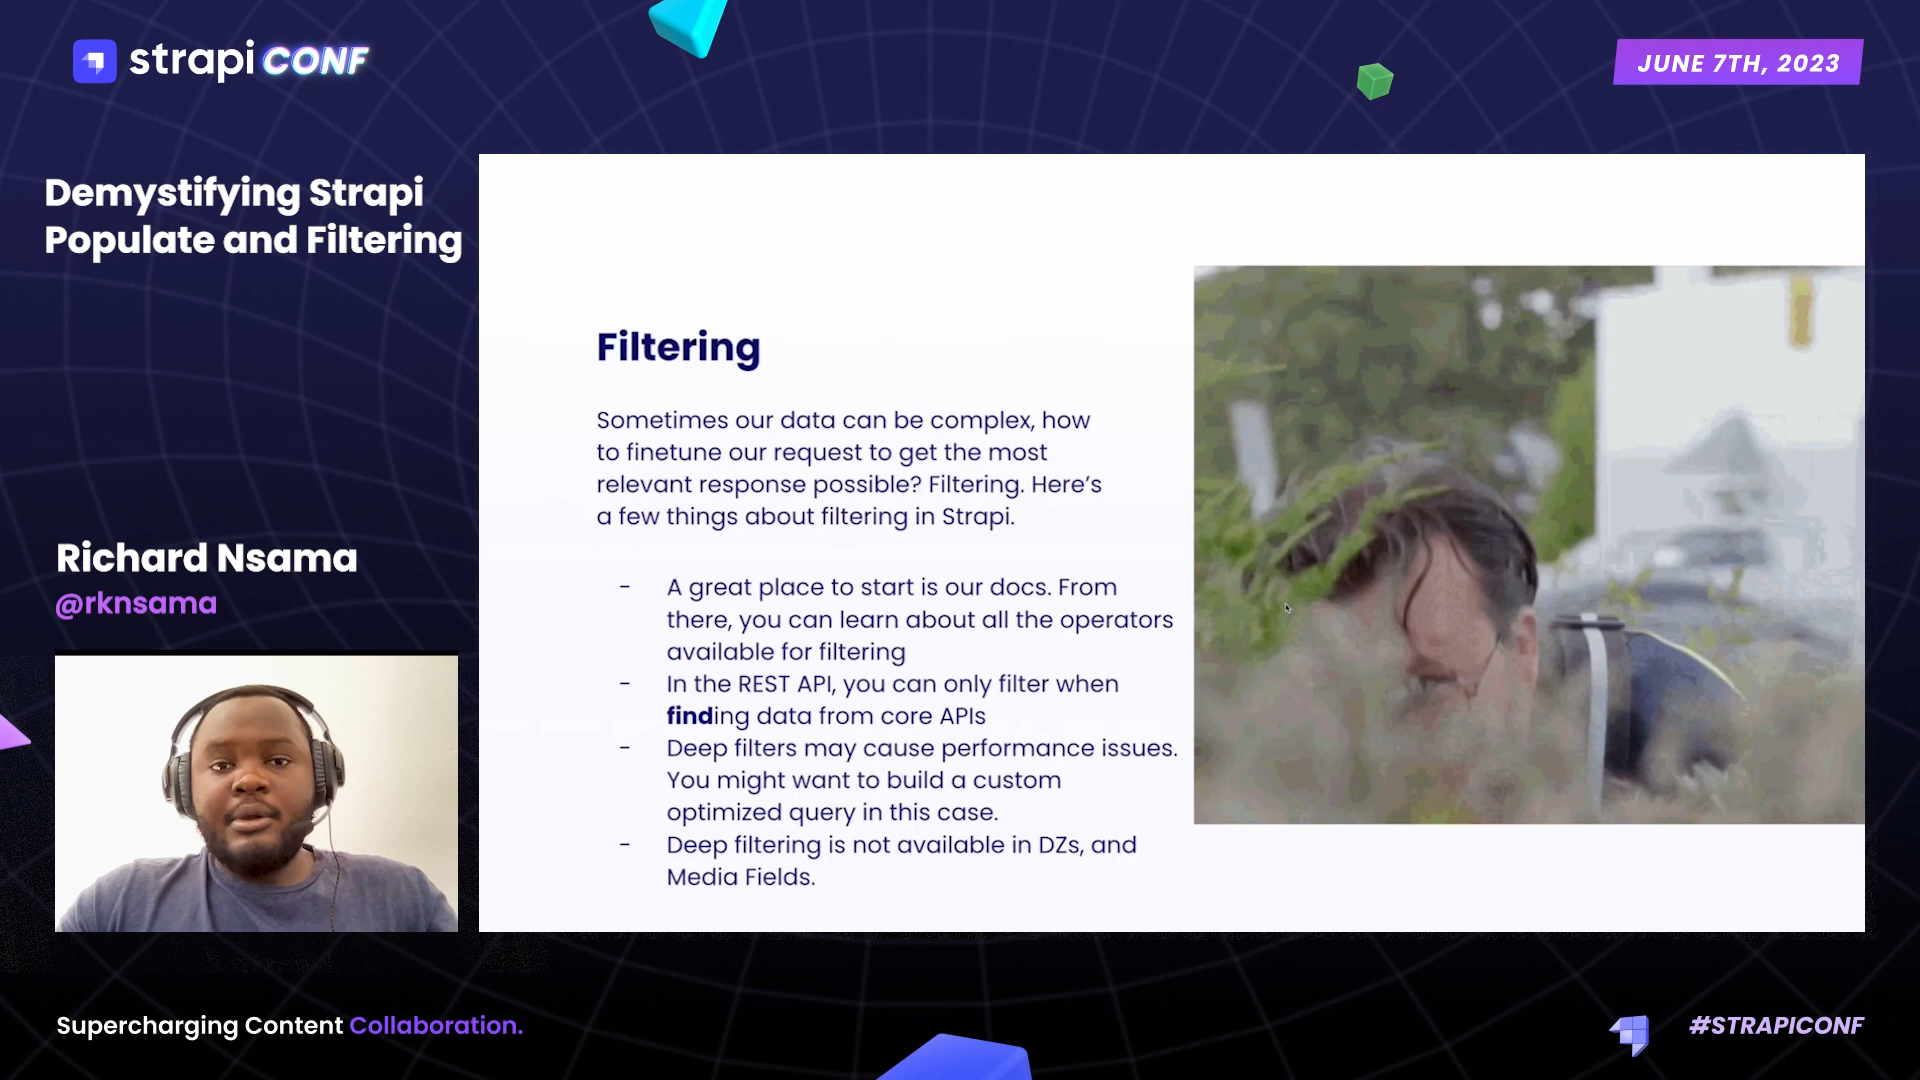 strapi CONF
JUNE 7TH, 2023
Demystifying Strapi
Populate and Filtering
Richard Nsama
@rknsama
Filtering
Sometimes our data can be complex, how
to finetune our request to get the most
relevant response possible? Filtering. Here’s
a few things about filtering in Strapi.
- A great place to start is our docs. From
there, you can learn about all the operators
available for filtering
- In the REST API, you can only filter when
finding data from core APIs
- Deep filters may cause performance issues.
You might want to build a custom
optimized query in this case.
- Deep filtering is not available in DZs, and
Media Fields.
Supercharging Content Collaboration.
#STRAPICONF